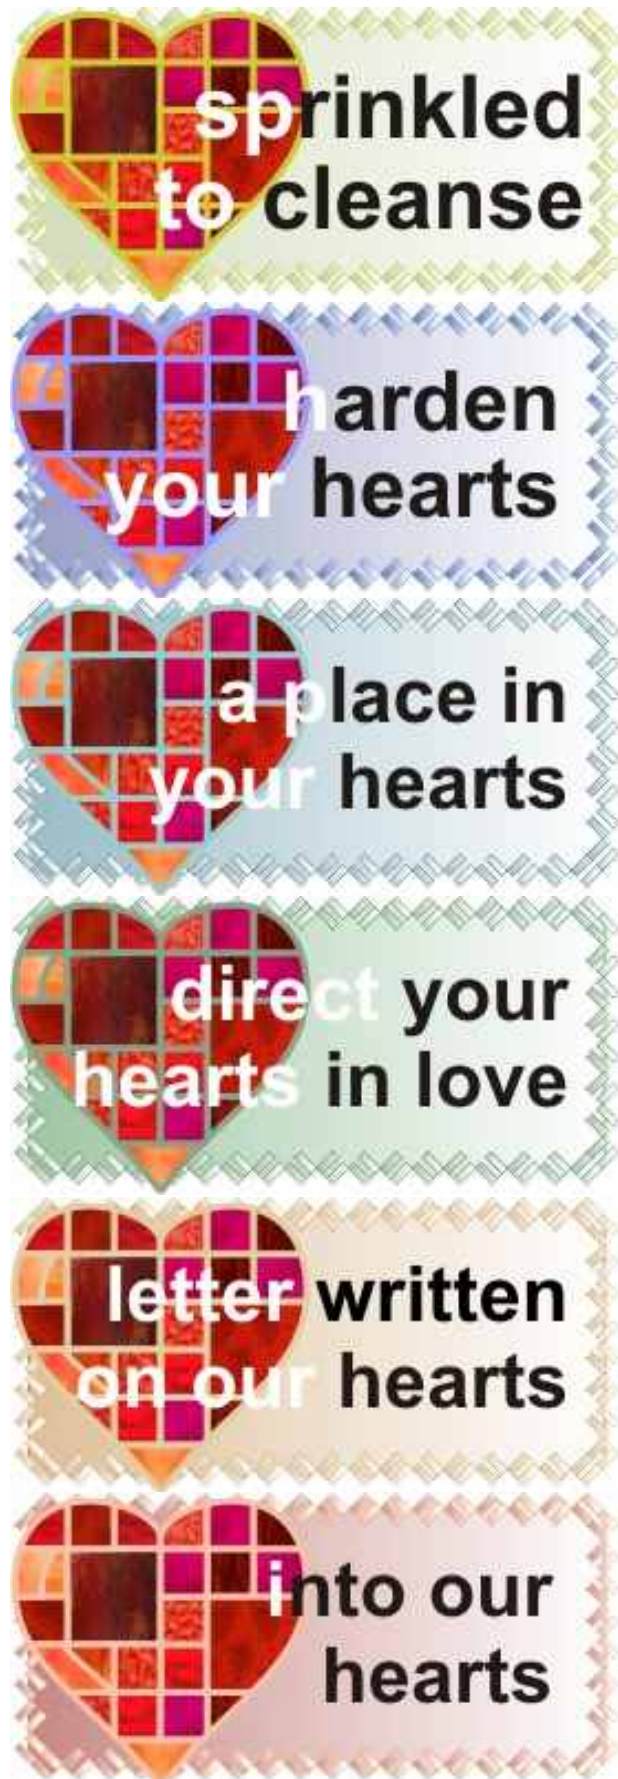 sprinkled
to cleanse
harden
your hearts
a place in
your hearts
direct your
hearts in love
letter written
on our hearts
into our
hearts